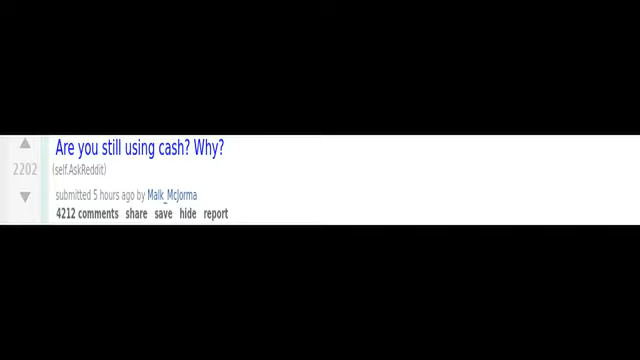 Are you still using cash? Why?
2202
(self.AskReddit)
submitted 5 hours ago by Malk_McJorma
4212 comments share save hide report